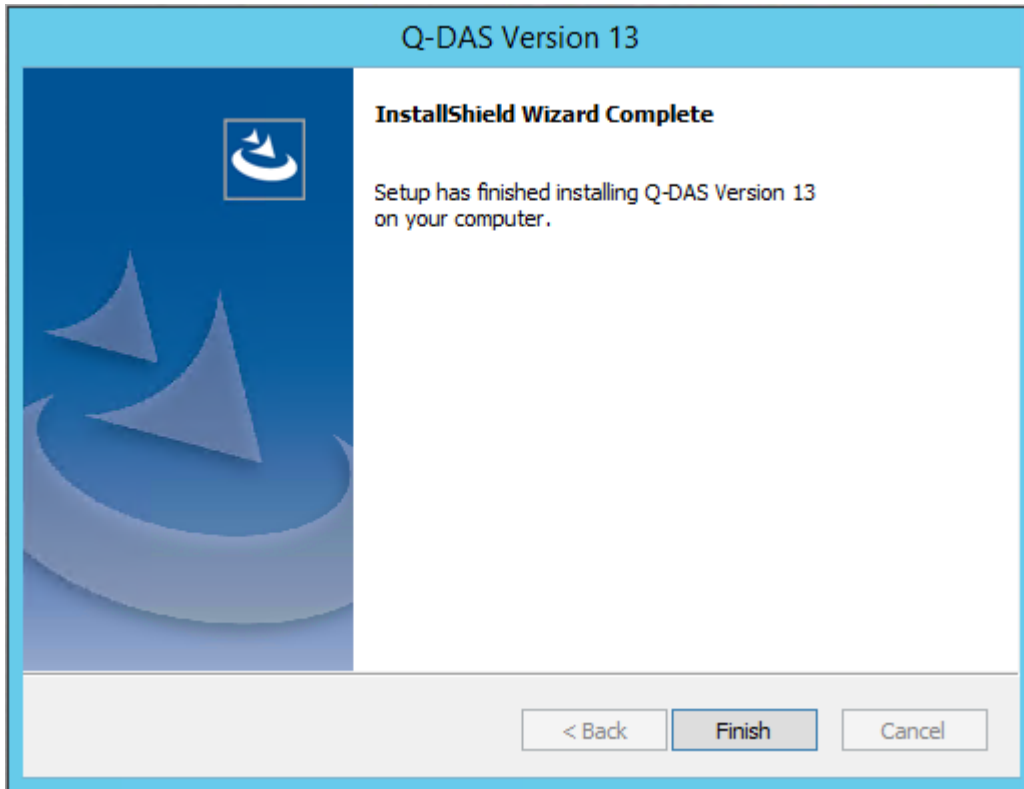 Q-DAS Version 13
InstallShield Wizard Complete
Setup has finished installing Q-DAS Version 13
on your computer.
< Back
Finish
Cancel